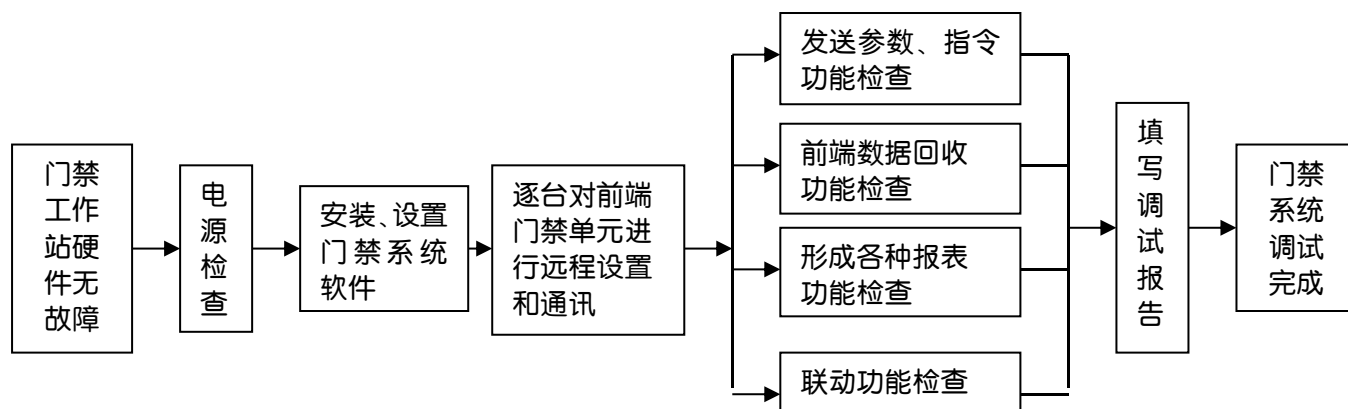 门禁
工作
站硬
件无
故障
电
源
检
查
安装、设置
门禁系统
软件
逐台对前端
门禁单元进
行远程设置
和通讯
发送参数、指令
功能检查
前端数据回收
功能检查
形成各种报表
功能检查
联动功能检查
填
写
调
试
报
告
门禁
系统
调试
完成